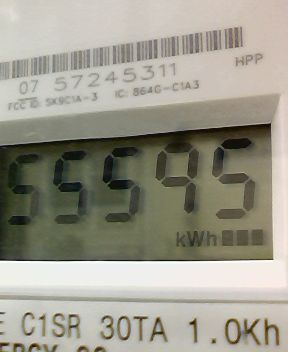 07 57245311
HPP
FCC ID: SK9C1A-3 IC: 864G-C1A3
55595
kWh
E C1SR 30TA 1.0Kh